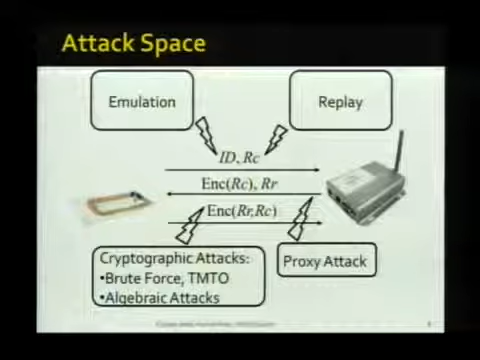 Attack Space
Emulation
Replay
ID, Rc
Enc(Rc), Rr
Enc(Rr,Rc)
Cryptographic Attacks:
•Brute Force, TMTO
•Algebraic Attacks
Proxy Attack